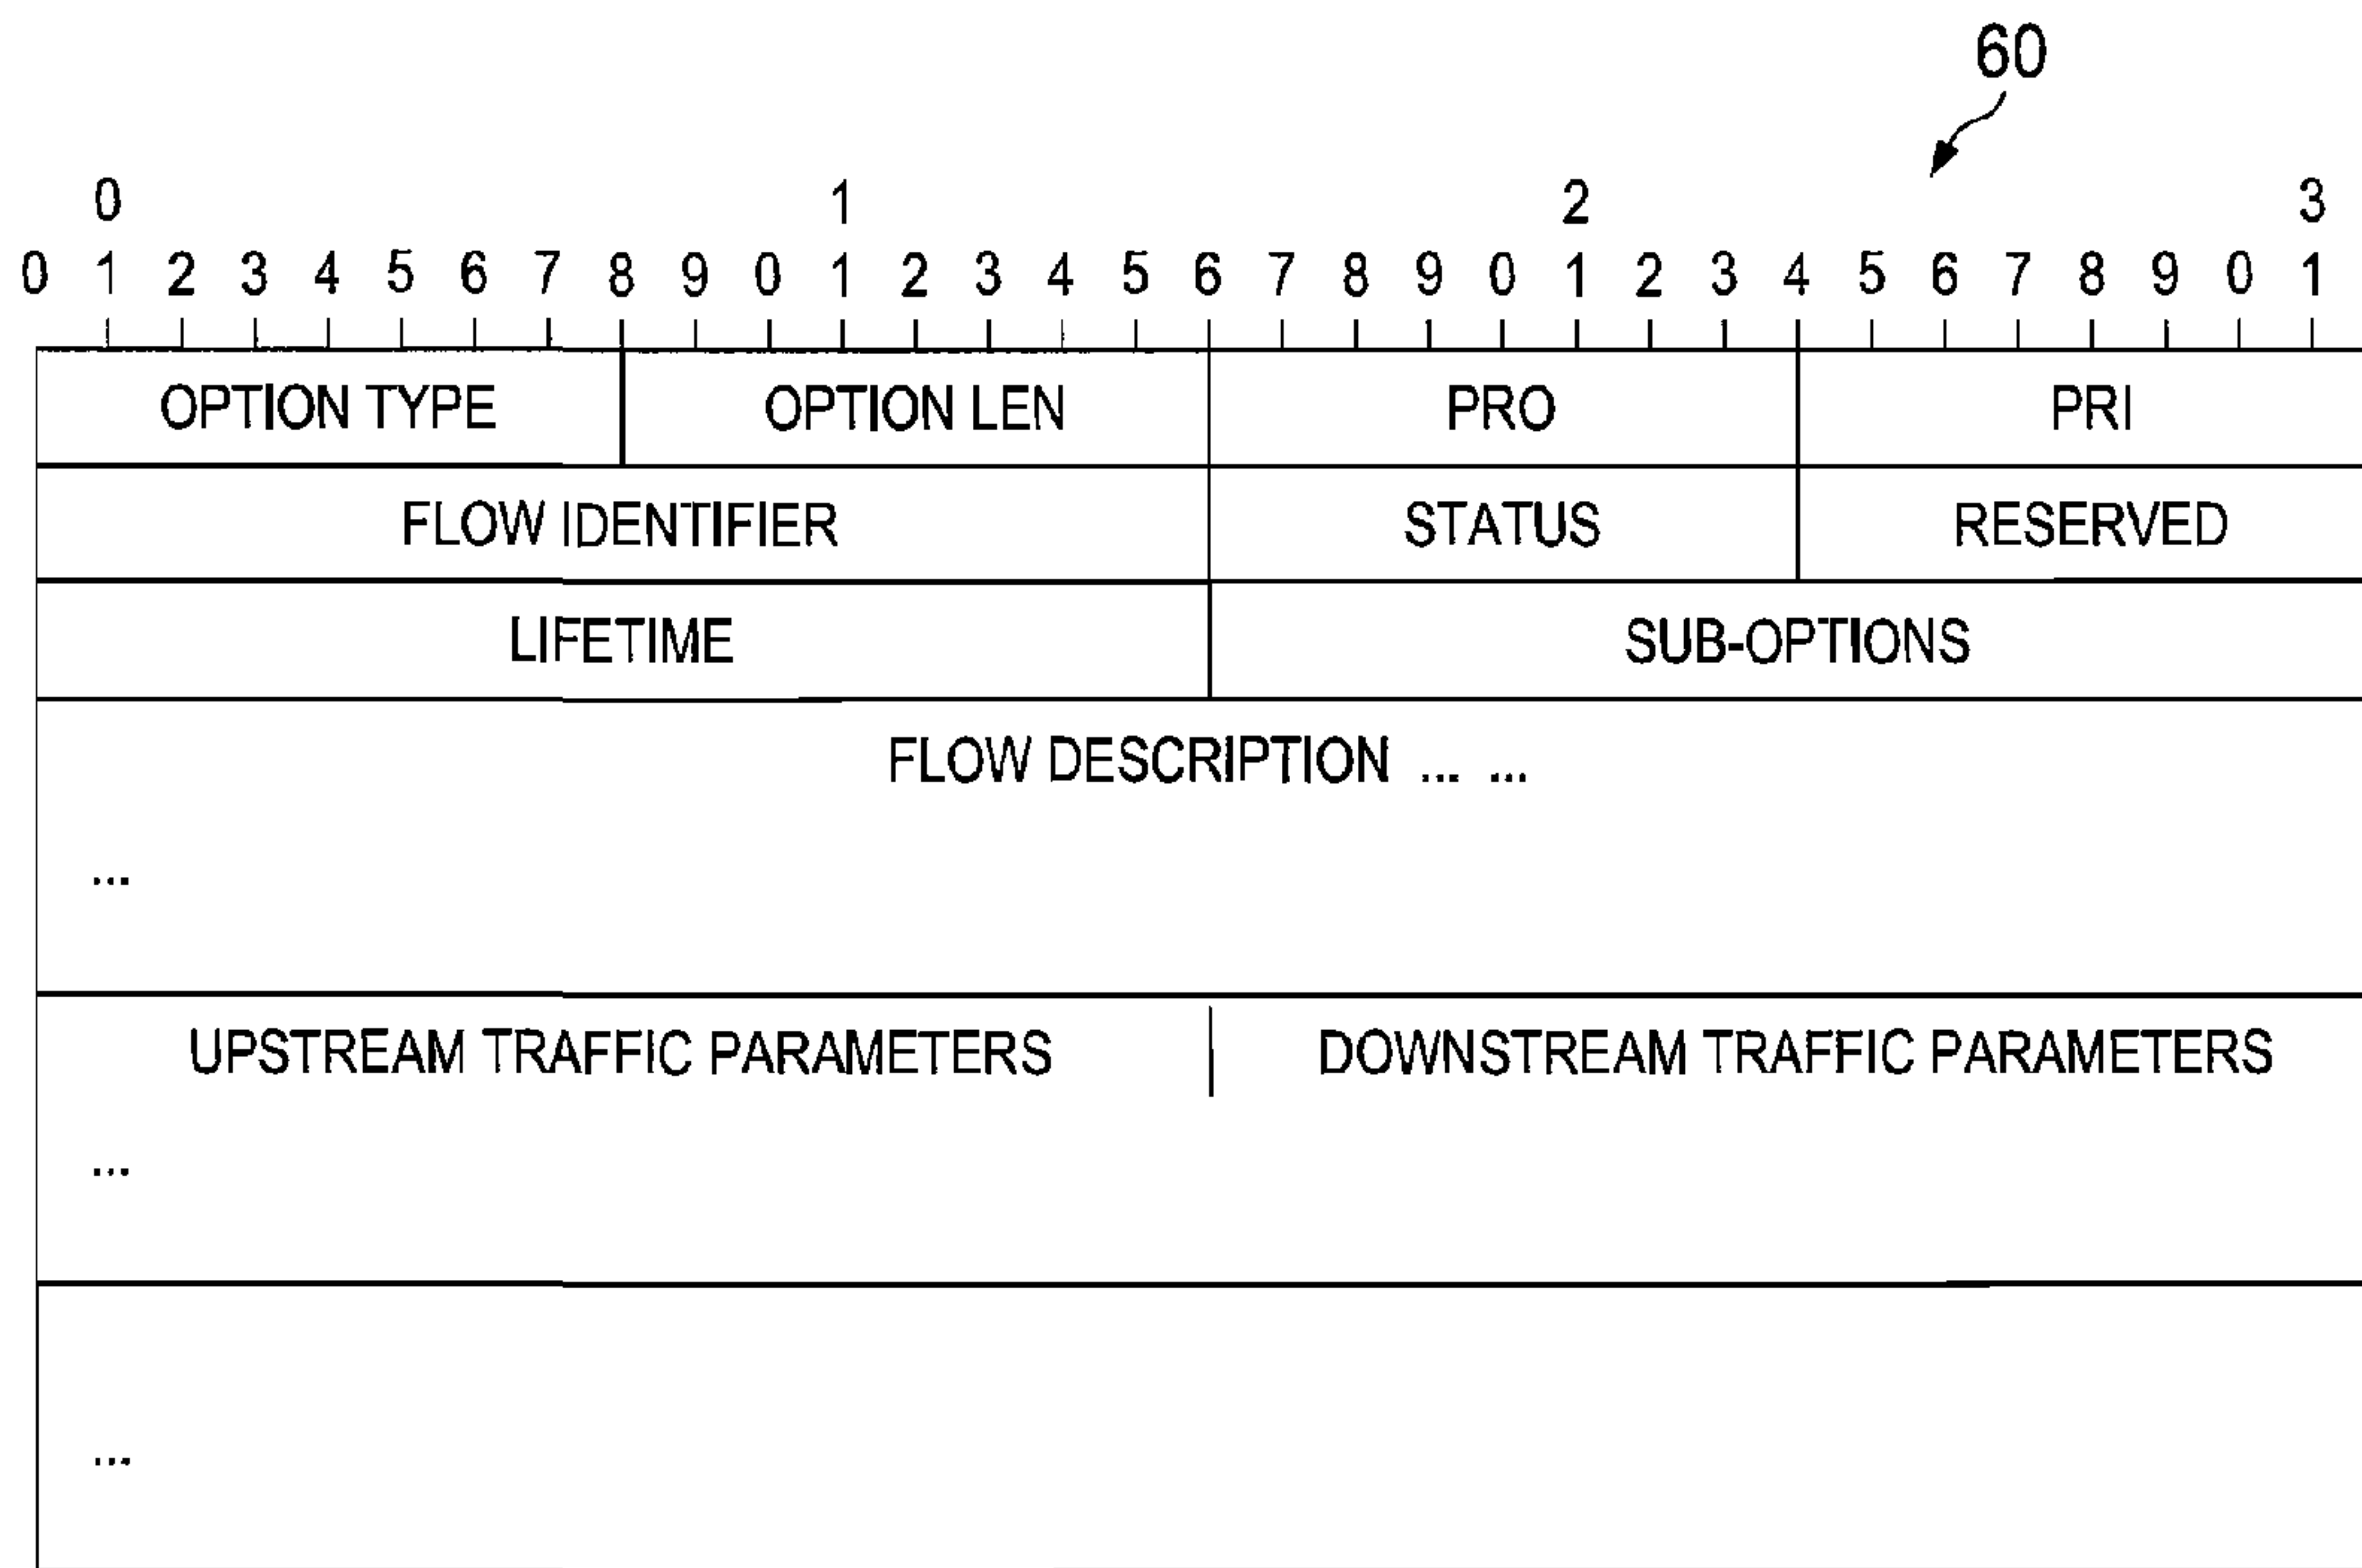 60
0 1 2 3
0 1 2 3 4 5 6 7 8 9 0 1 2 3 4 5 6 7 8 9 0 1 2 3 4 5 6 7 8 9 0 1
OPTION TYPE OPTION LEN PRO PRI
FLOW IDENTIFIER STATUS RESERVED
LIFETIME SUB-OPTIONS
FLOW DESCRIPTION ... ...
...
UPSTREAM TRAFFIC PARAMETERS DOWNSTREAM TRAFFIC PARAMETERS
...
...